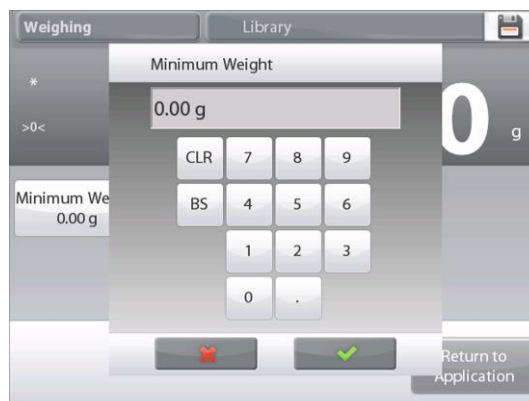 Weighing
Library
*
>0<
0
g
Minimum We
0.00 g
Minimum Weight
0.00 g
CLR 7 8 9
BS 4 5 6
1 2 3
0 .
Return to
Application